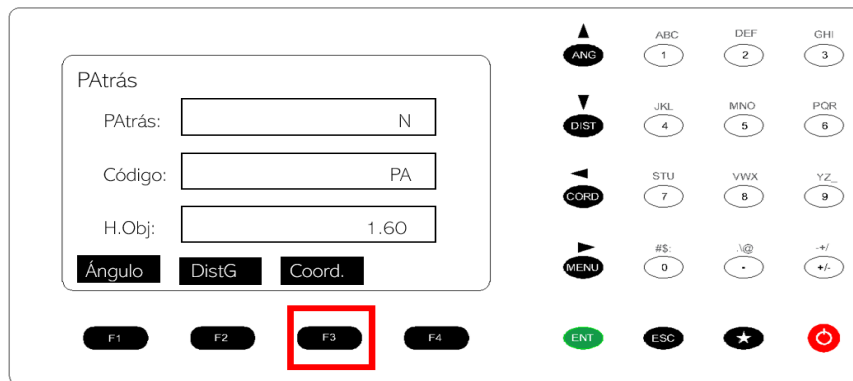 PAtrás
PAtrás: N
Código: PA
H.Obj: 1.60
Ángulo DistG Coord.
F1 F2 F3 F4
ABC DEF GHI
ANG 1 2 3
JKL MNO PQR
DIST 4 5 6
STU VWX YZ_
CORD 7 8 9
#$: .\@ -+/
MENU 0 - +/-
ENT ESC